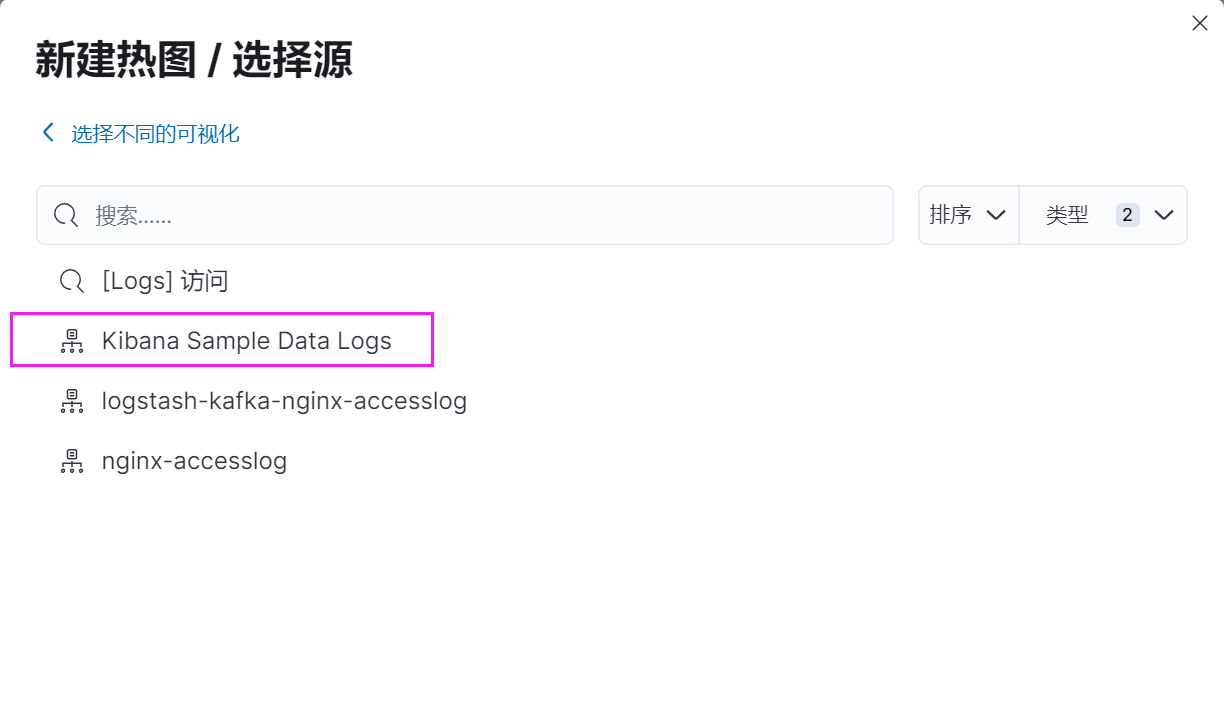 新建热图 / 选择源
选择不同的可视化
搜索......
排序
类型 2
[Logs] 访问
Kibana Sample Data Logs
logstash-kafka-nginx-accesslog
nginx-accesslog